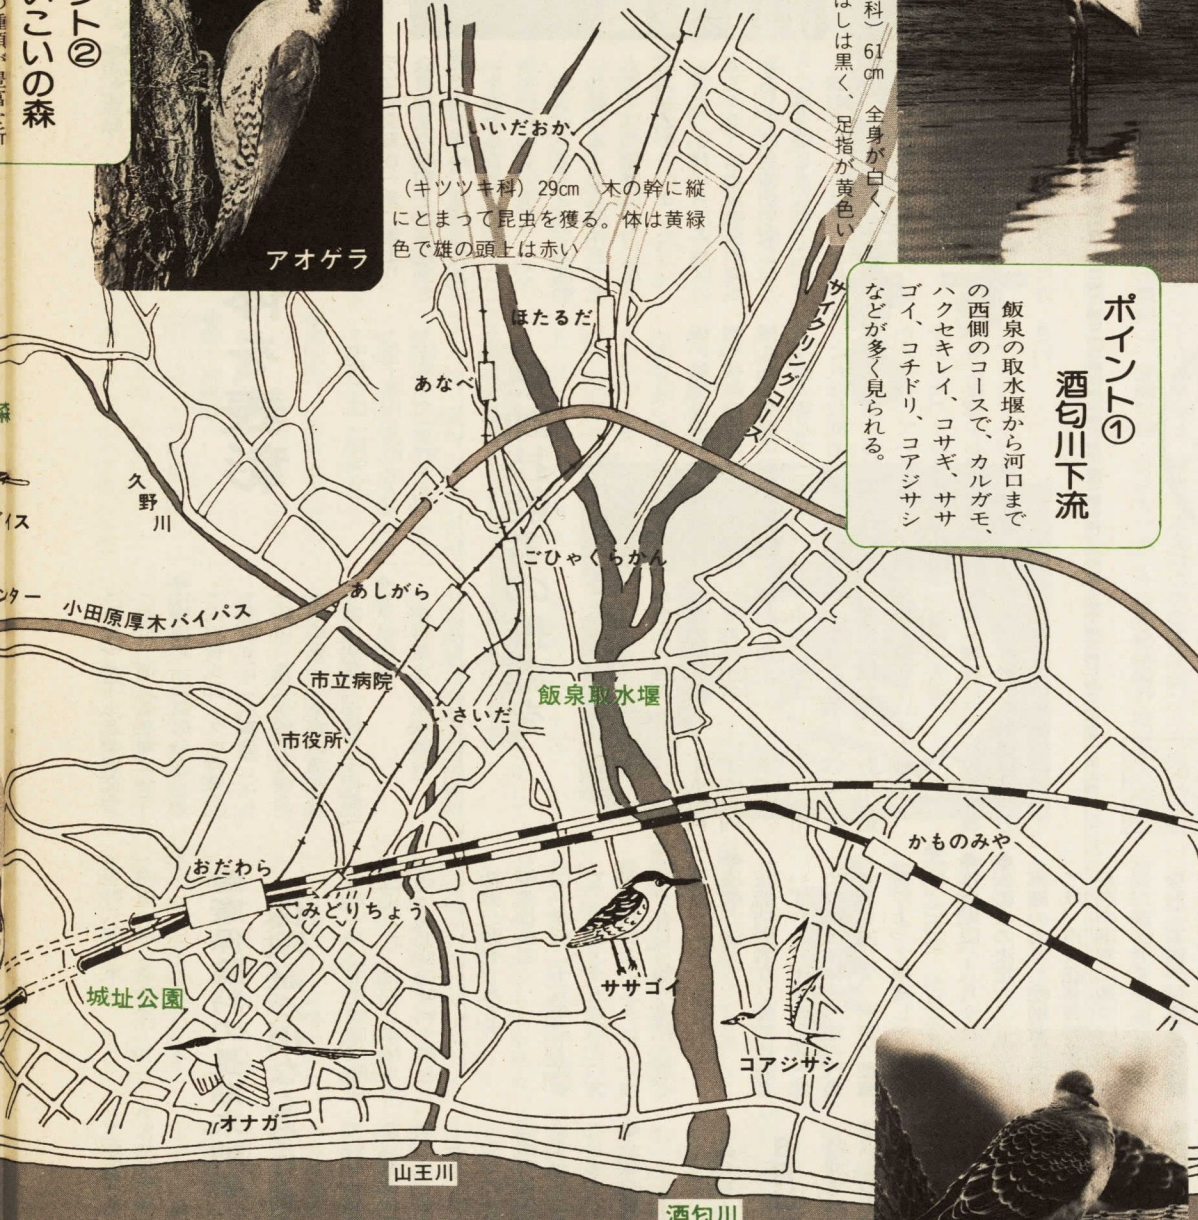 ント②
いこいの森
アオゲラ
(キツツキ科) 29cm 木の幹に縦
にとまって昆虫を獲る。体は黄緑
色で雄の頭上は赤い
科) 61cm 全身が白く、
はしは黒く、足指が黄色い
ポイント①
酒匂川下流
飯泉の取水堰から河口まで
の西側のコースで、カルガモ、
ハクセキレイ、コサギ、ササ
ゴイ、コチドリ、コアジサシ
などが多く見られる。
いいだおか
ほたるだ
サイクリングコース
あなべ
久野川
ごひゃくらかん
あしがら
小田原厚木バイパス
市立病院
飯泉取水堰
いさいだ
市役所
かものみや
おだわら
みどりちょう
城址公園
ササゴイ
コアジサシ
オナガ
山王川
酒匂川
森
イス
ンター